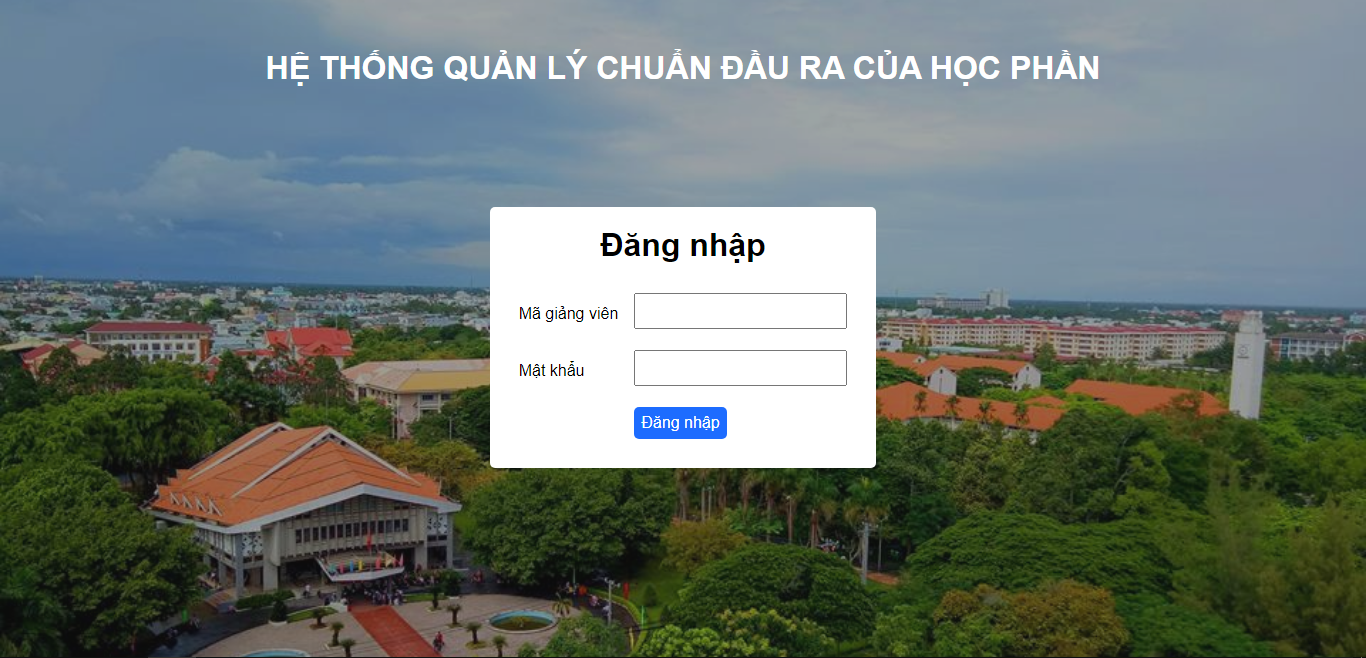 HỆ THỐNG QUẢN LÝ CHUẨN ĐẦU RA CỦA HỌC PHẦN
Đăng nhập
Mã giảng viên
Mật khẩu
Đăng nhập